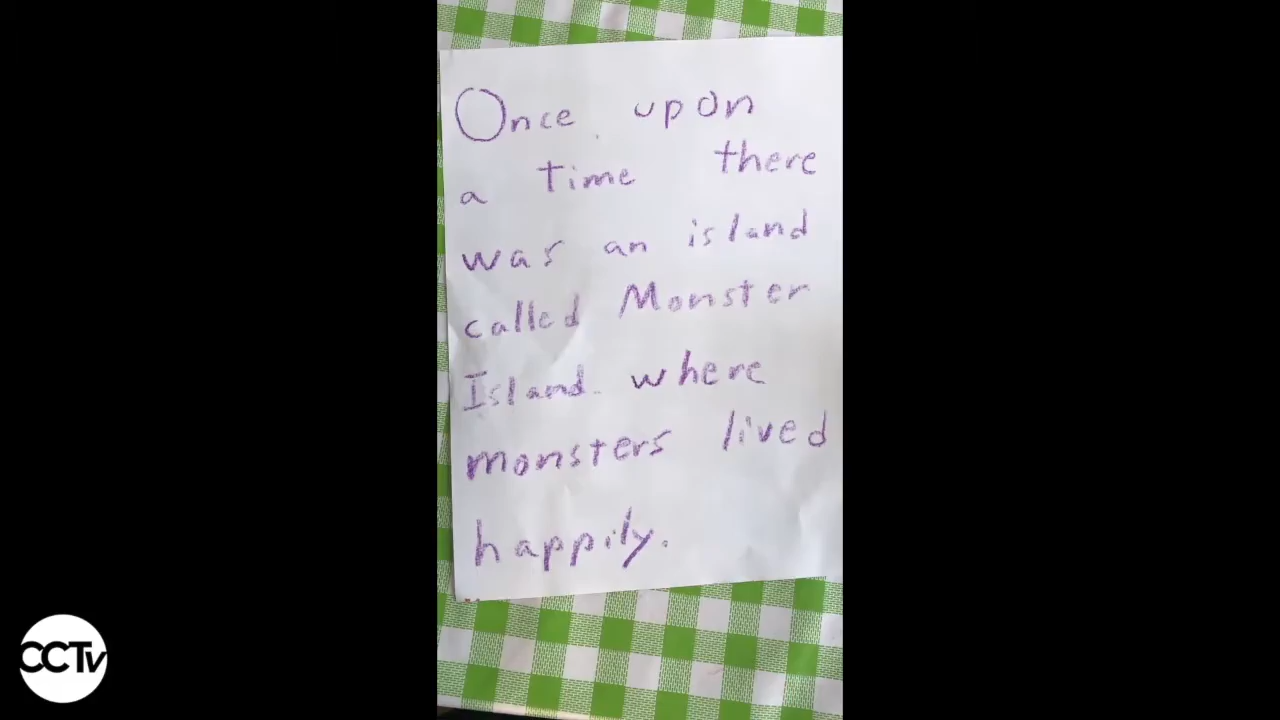 Once upon
a time there
was an island
called Monster
Island where
monsters lived
happily.
CCTV